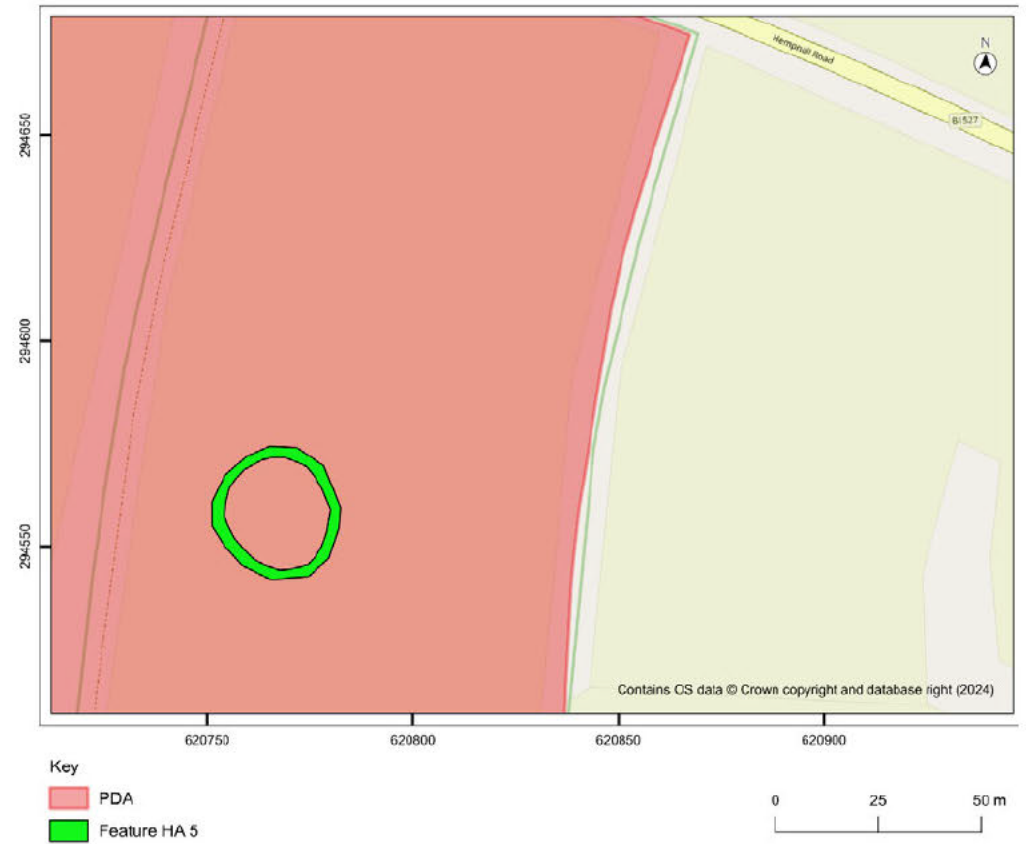 Hemphall Road
N
B1527
294650
294600
294550
Contains OS data © Crown copyright and database right (2024)
620750
620800
620850
620900
Key
PDA
Feature HA 5
0
25
50 m